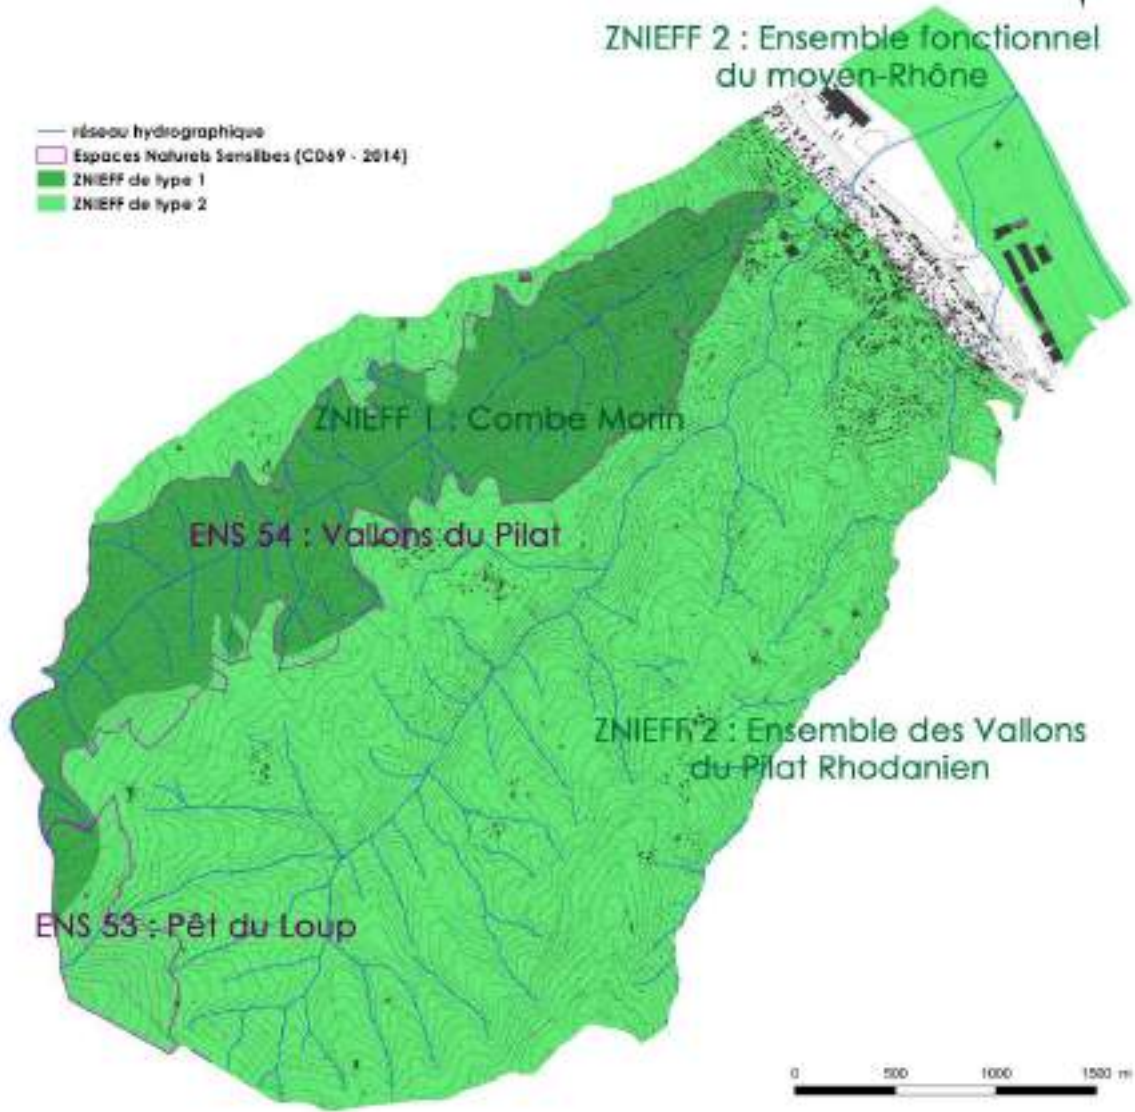 ZNIEFF 2 : Ensemble fonctionnel
du moyen-Rhône
réseau hydrographique
Espaces Naturels Sensilbes (CD69 - 2014)
ZNIEFF de type 1
ZNIEFF de type 2
ZNIEFF 1 : Combe Morin
ENS 54 : Vallons du Pilat
ZNIEFF 2 : Ensemble des Vallons
du Pilat Rhodanien
ENS 53 : Pêt du Loup
0 500 1000 1500 m